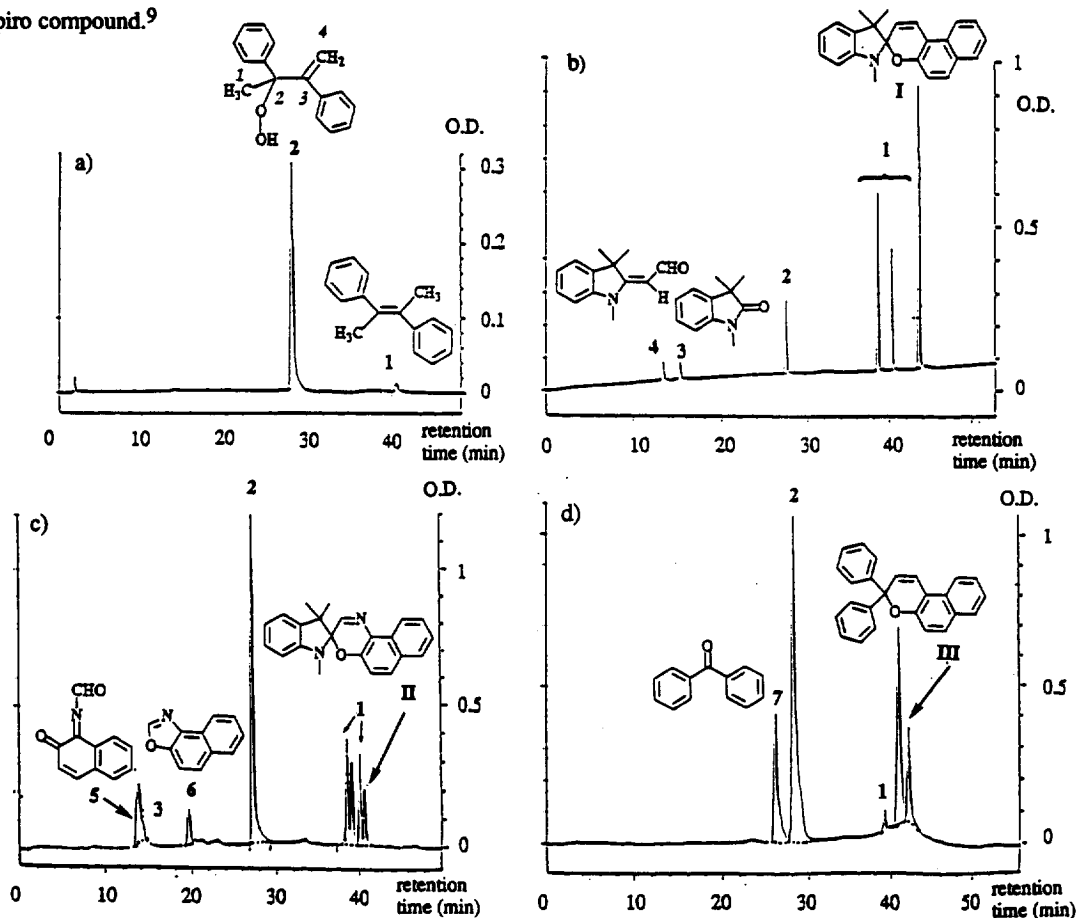 piro compound.9
4
CH2
1
H3C
2
3
O
OH
O.D.
a)
2
0.3
0.2
CH3
H3C
0.1
1
0
0
10
20
30
40
retention
time (min)
b)
N
O
I
1
O.D.
1
0.5
CHO
N
H
N
O
2
4
3
0
0
10
20
30
40
retention
time (min)
c)
2
O.D.
1
N
N
O
II
0.5
1
CHO
N
O
N
O
5
3
6
0
0
10
20
30
40
retention
time (min)
d)
2
O.D.
1
O
III
0.5
O
7
1
0
0
10
20
30
40
50
retention
time (min)